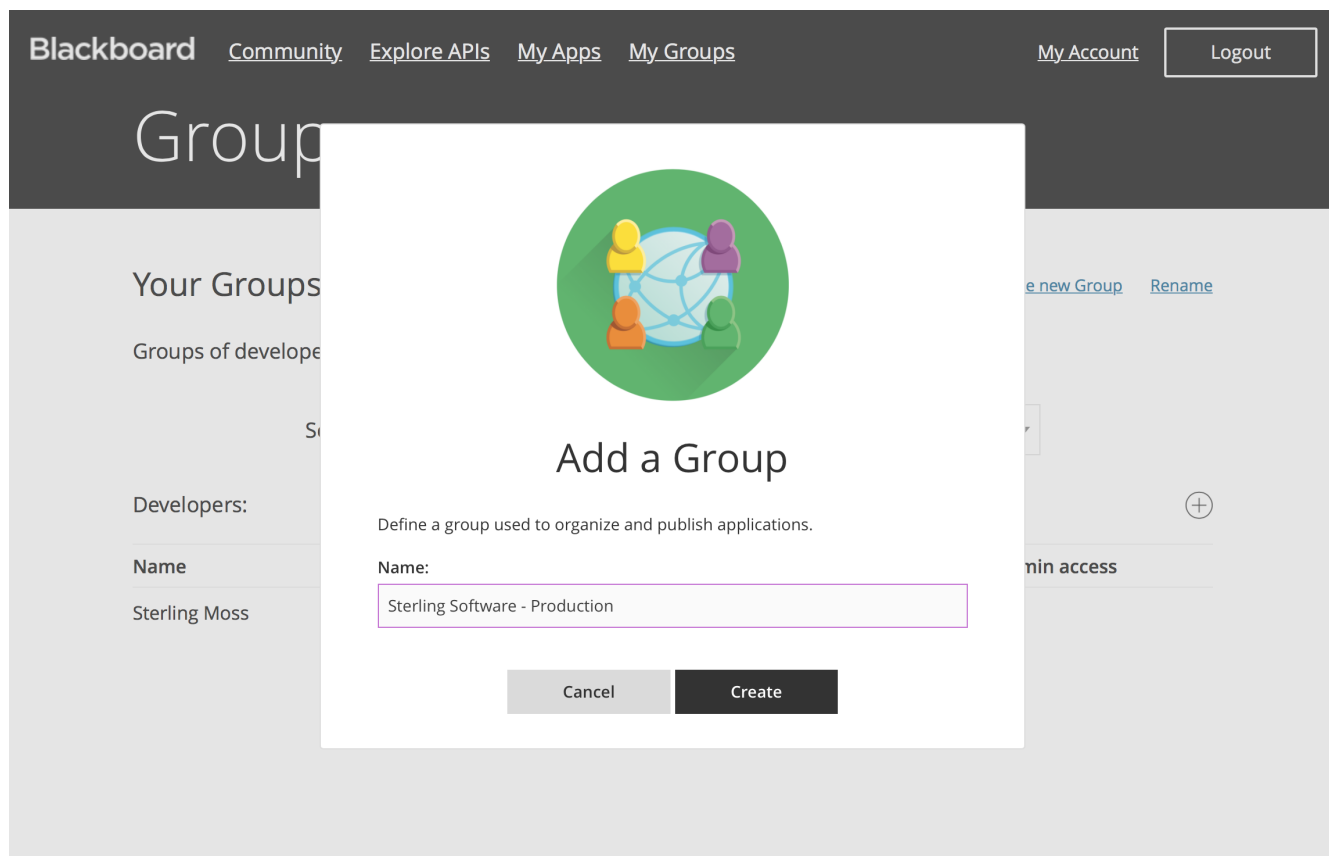 Blackboard Community Explore APIs My Apps My Groups My Account Logout
Group
Your Groups
e new Group Rename
Groups of develope
Add a Group
Developers:
Define a group used to organize and publish applications.
Name
Name:
min access
Sterling Software - Production
Sterling Moss
Cancel Create